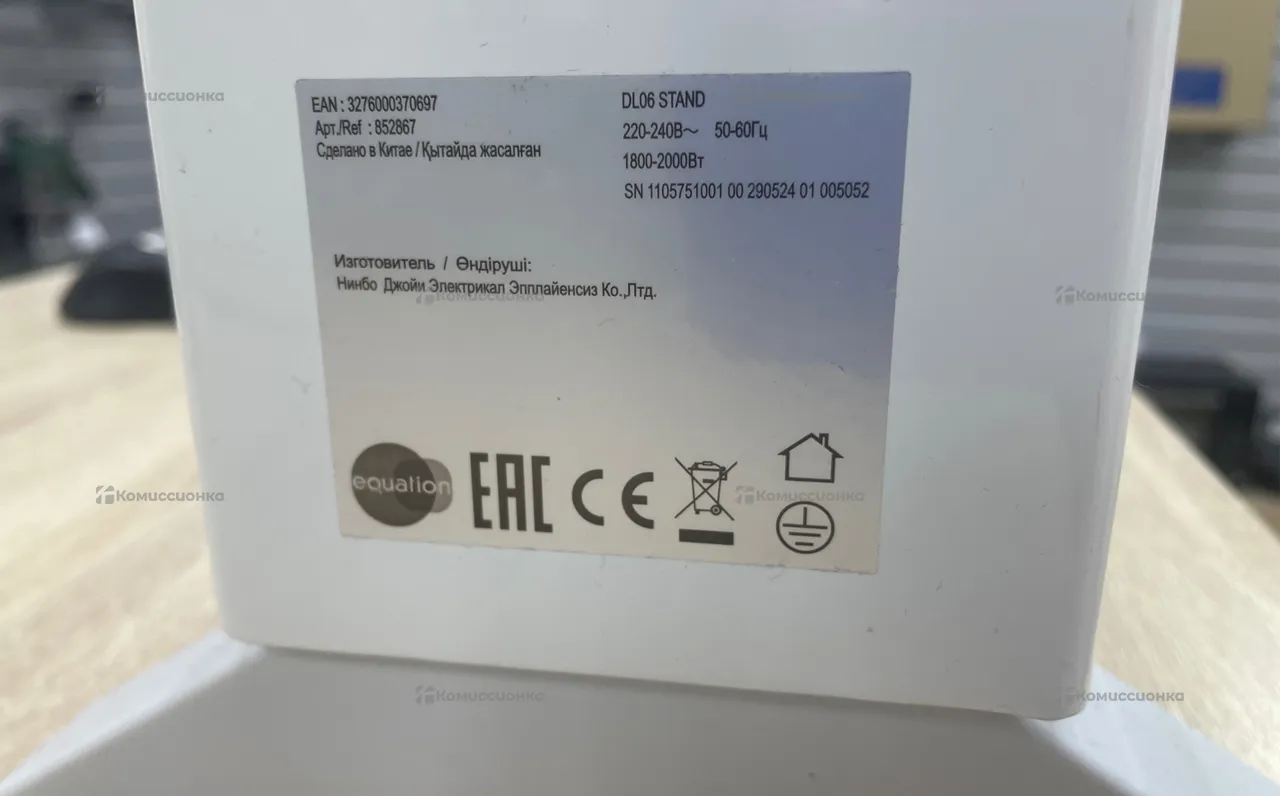 EAN : 3276000370697
Арт./Ref : 852867
Сделано в Китае / Қытайда жасалған
DL06 STAND
220-240В~ 50-60Гц
1800-2000Вт
SN 1105751001 00 290524 01 005052
Изготовитель / Өндіруші:
Нинбо Джойм Электрикал Эпплайенсиз Ко.,Лтд.
equation
EAC
CE
Комиссионка
Комиссионка
Комиссионка
Комиссионка
Комиссионка